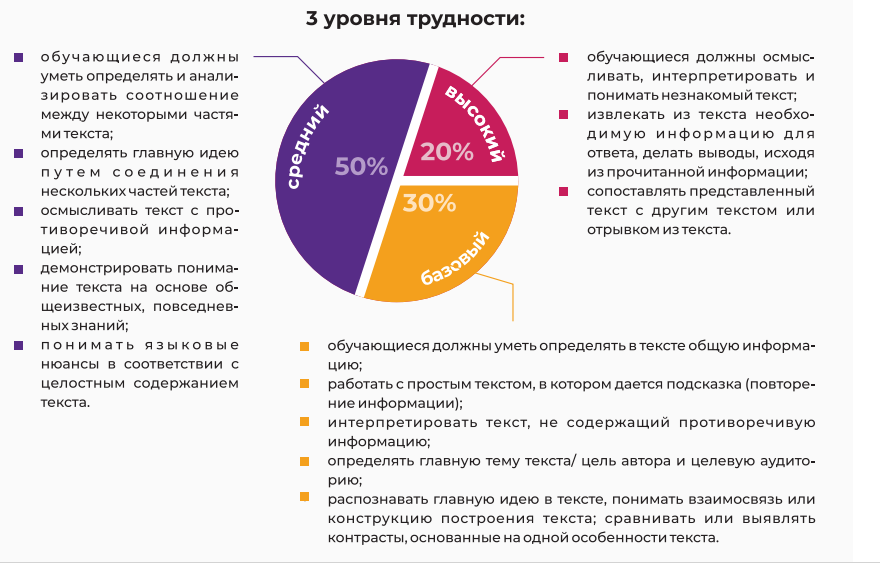 3 уровня трудности:
обучающиеся должны
уметь определять и анали-
зировать соотношение
между некоторыми частя-
ми текста;
определять главную идею
путем соединения
нескольких частей текста;
осмысливать текст с про-
тиворечивой информа-
цией;
демонстрировать понима-
ние текста на основе об-
щеизвестных, повседнев-
ных знаний;
понимать языковые
нюансы в соответствии с
целостным содержанием
текста.
средний
50%
высокий
20%
30%
базовый
обучающиеся должны осмыс-
ливать, интерпретировать и
понимать незнакомый текст;
извлекать из текста необхо-
димую информацию для
ответа, делать выводы, исходя
из прочитанной информации;
сопоставлять представленный
текст с другим текстом или
отрывком из текста.
обучающиеся должны уметь определять в тексте общую информа-
цию;
работать с простым текстом, в котором дается подсказка (повторе-
ние информации);
интерпретировать текст, не содержащий противоречивую
информацию;
определять главную тему текста/ цель автора и целевую аудито-
рию;
распознавать главную идею в тексте, понимать взаимосвязь или
конструкцию построения текста; сравнивать или выявлять
контрасты, основанные на одной особенности текста.